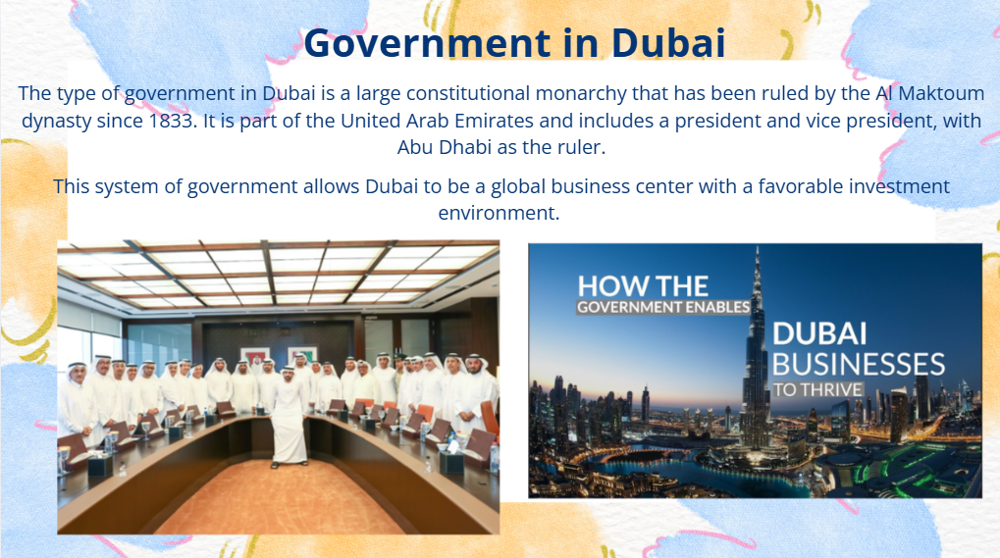 Government in Dubai
The type of government in Dubai is a large constitutional monarchy that has been ruled by the Al Maktoum
dynasty since 1833. It is part of the United Arab Emirates and includes a president and vice president, with
Abu Dhabi as the ruler.
This system of government allows Dubai to be a global business center with a favorable investment
environment.
HOW THE
GOVERNMENT ENABLES
DUBAI
BUSINESSES
TO THRIVE